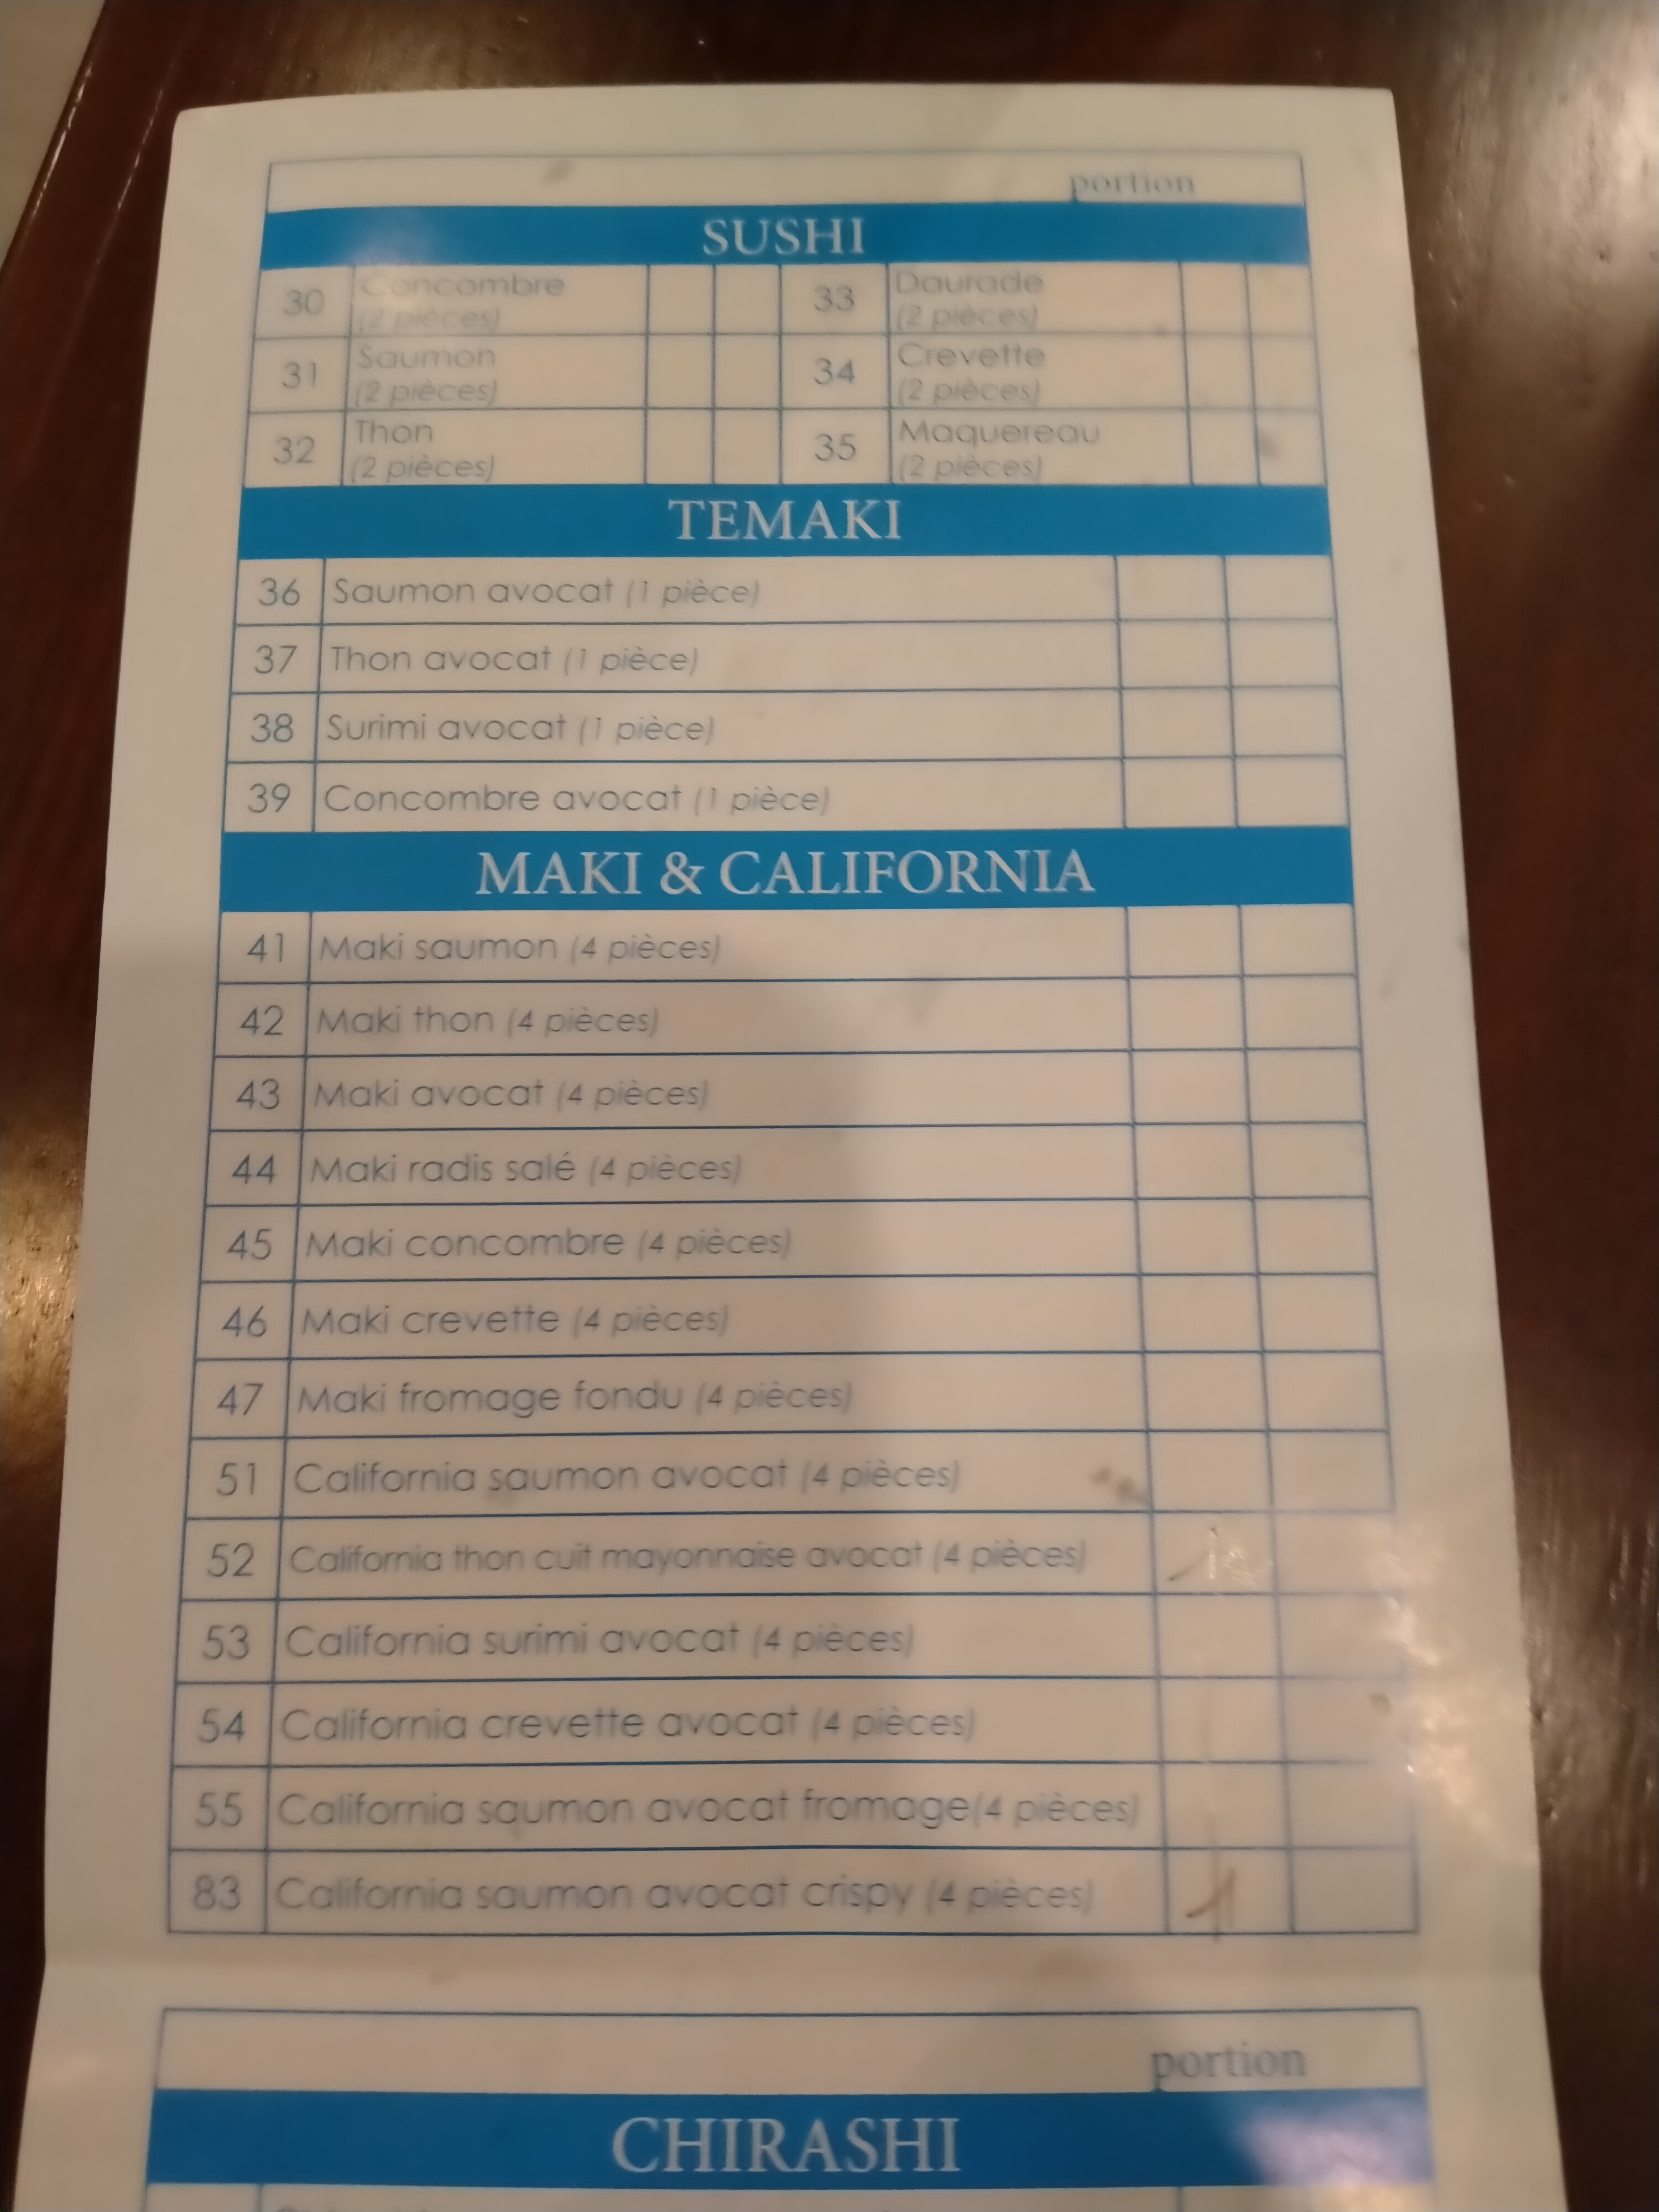 portion
SUSHI
30 Concombre 33 Daurade
(2 pièces) (2 pièces)
31 Saumon 34 Crevette
(2 pièces) (2 pièces)
32 Thon 35 Maquereau
(2 pièces) (2 pièces)
TEMAKI
36 Saumon avocat (1 pièce)
37 Thon avocat (1 pièce)
38 Surimi avocat (1 pièce)
39 Concombre avocat (1 pièce)
MAKI & CALIFORNIA
41 Maki saumon (4 pièces)
42 Maki thon (4 pièces)
43 Maki avocat (4 pièces)
44 Maki radis salé (4 pièces)
45 Maki concombre (4 pièces)
46 Maki crevette (4 pièces)
47 Maki fromage fondu (4 pièces)
51 California saumon avocat (4 pièces)
52 California thon cuit mayonnaise avocat (4 pièces)
53 California surimi avocat (4 pièces)
54 California crevette avocat (4 pièces)
55 California saumon avocat fromage(4 pièces)
83 California saumon avocat crispy (4 pièces) 1
portion
CHIRASHI